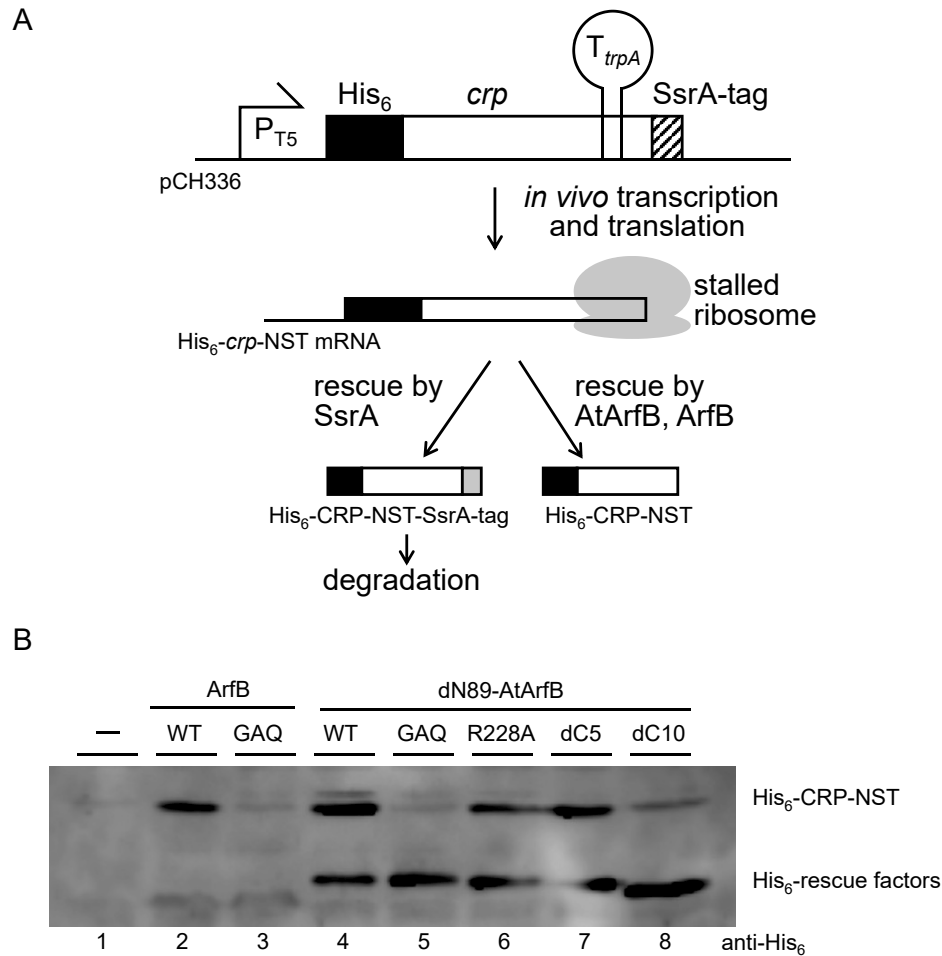 A
T trpA
His6
crp
SsrA-tag
PT5
pCH336
in vivo transcription
and translation
stalled
ribosome
His6-crp-NST mRNA
rescue by
SsrA
rescue by
AtArfB, ArfB
His6-CRP-NST-SsrA-tag
His6-CRP-NST
degradation
B
ArfB
dN89-AtArfB
— WT GAQ WT GAQ R228A dC5 dC10
His6-CRP-NST
His6-rescue factors
1 2 3 4 5 6 7 8 anti-His6